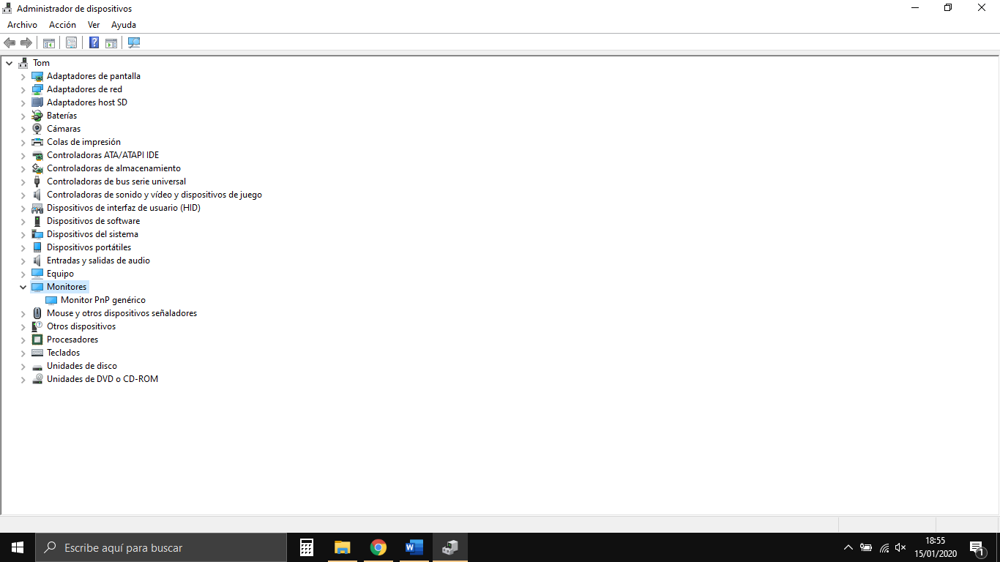 Administrador de dispositivos
Archivo Acción Ver Ayuda
Tom
Adaptadores de pantalla
Adaptadores de red
Adaptadores host SD
Baterías
Cámaras
Colas de impresión
Controladoras ATA/ATAPI IDE
Controladoras de almacenamiento
Controladoras de bus serie universal
Controladoras de sonido y vídeo y dispositivos de juego
Dispositivos de interfaz de usuario (HID)
Dispositivos de software
Dispositivos del sistema
Dispositivos portátiles
Entradas y salidas de audio
Equipo
Monitores
Monitor PnP genérico
Mouse y otros dispositivos señaladores
Otros dispositivos
Procesadores
Teclados
Unidades de disco
Unidades de DVD o CD-ROM
Escribe aquí para buscar
18:55
15/01/2020
1